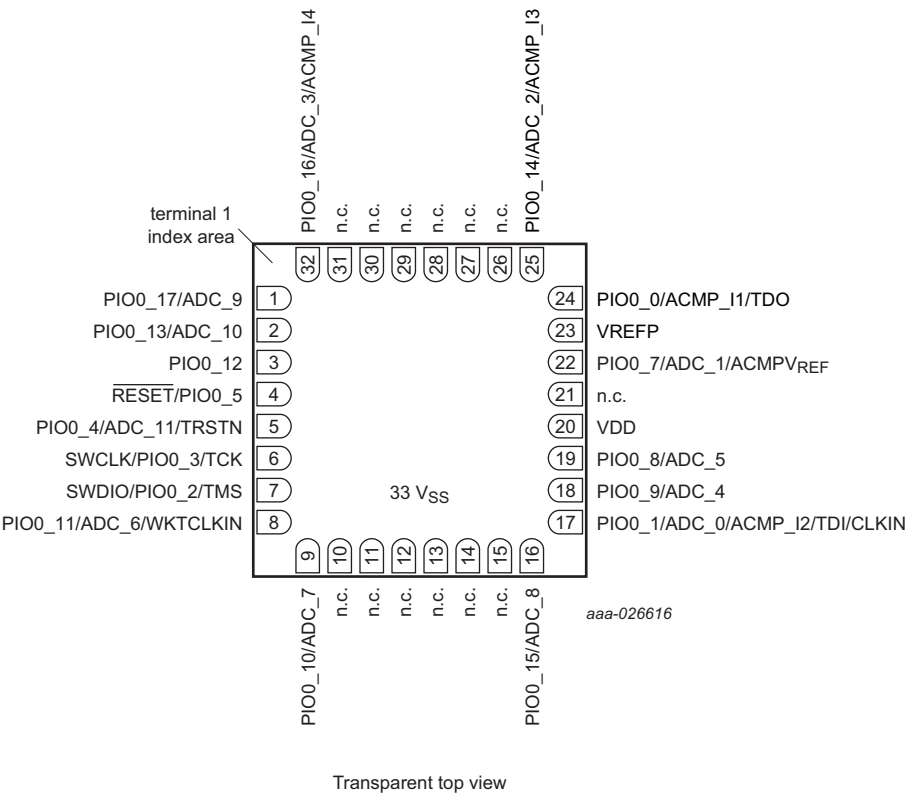 PIO0_16/ADC_3/ACMP_I4
n.c.
n.c.
n.c.
n.c.
n.c.
n.c.
PIO0_14/ADC_2/ACMP_I3
terminal 1
index area
32
31
30
29
28
27
26
25
PIO0_17/ADC_9 1
PIO0_13/ADC_10 2
PIO0_12 3
RESET/PIO0_5 4
PIO0_4/ADC_11/TRSTN 5
SWCLK/PIO0_3/TCK 6
SWDIO/PIO0_2/TMS 7
PIO0_11/ADC_6/WKTCLKIN 8
24 PIO0_0/ACMP_I1/TDO
23 VREFP
22 PIO0_7/ADC_1/ACMPVREF
21 n.c.
20 VDD
19 PIO0_8/ADC_5
18 PIO0_9/ADC_4
17 PIO0_1/ADC_0/ACMP_I2/TDI/CLKIN
33 VSS
9
10
11
12
13
14
15
16
PIO0_10/ADC_7
n.c.
n.c.
n.c.
n.c.
n.c.
n.c.
PIO0_15/ADC_8
aaa-026616
Transparent top view